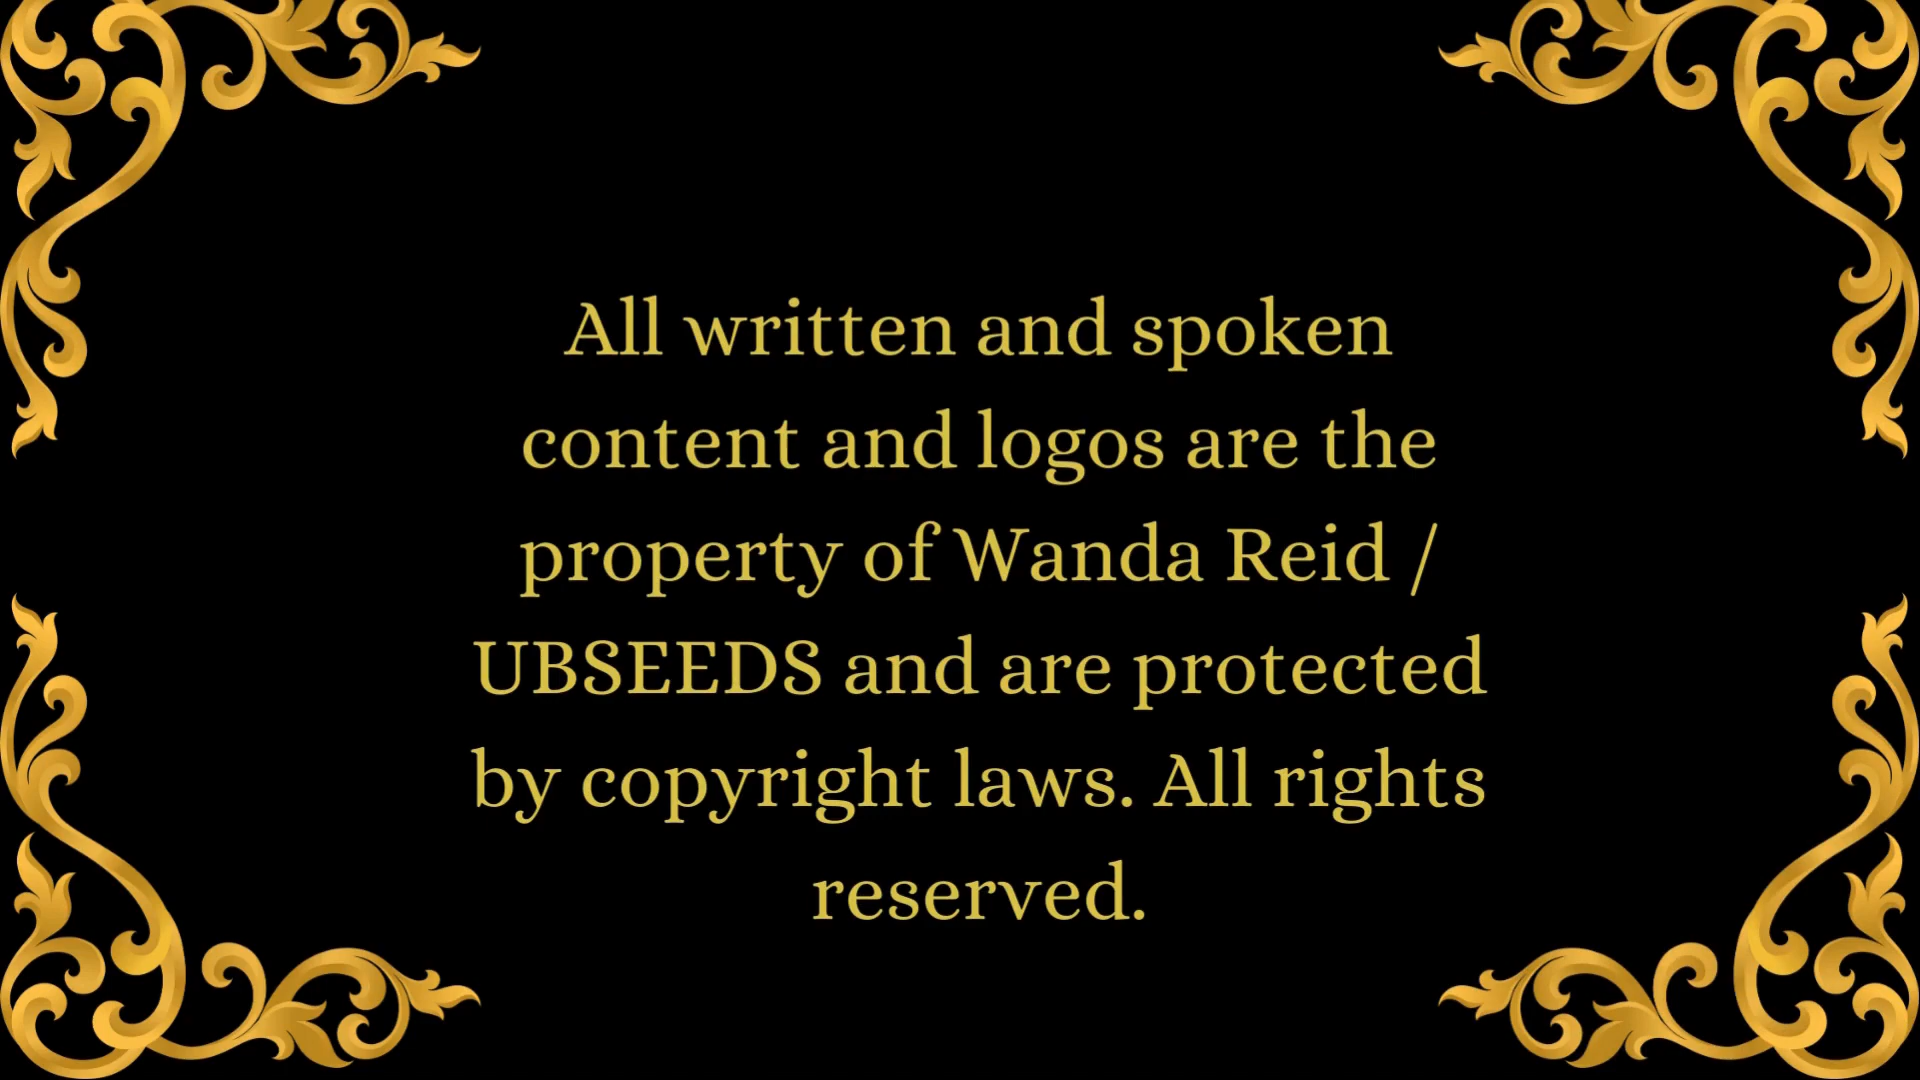 All written and spoken
content and logos are the
property of Wanda Reid /
UBSEEDS and are protected
by copyright laws. All rights
reserved.